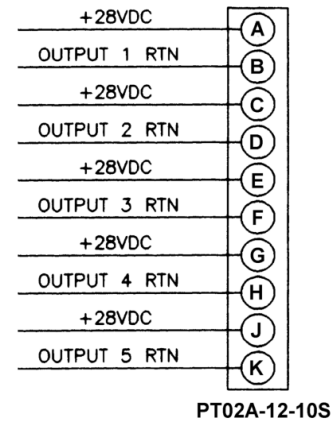 +28VDC A
OUTPUT 1 RTN B
+28VDC C
OUTPUT 2 RTN D
+28VDC E
OUTPUT 3 RTN F
+28VDC G
OUTPUT 4 RTN H
+28VDC J
OUTPUT 5 RTN K
PT02A-12-10S